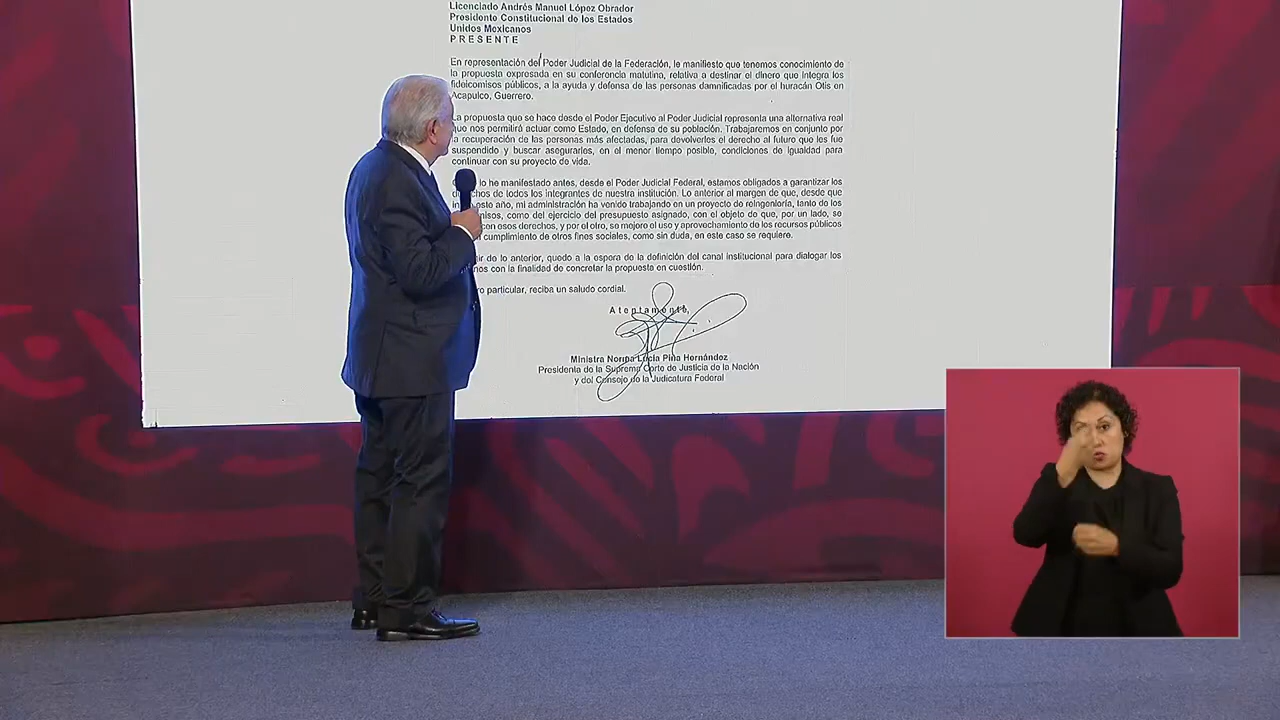 Licenciado Andrés Manuel López Obrador
Presidente Constitucional de los Estados
Unidos Mexicanos
P R E S E N T E
En representación del Poder Judicial de la Federación, le manifiesto que tenemos conocimiento de
la propuesta expresada en su conferencia matutina, relativa a destinar el dinero que integra los
fideicomisos públicos, a la ayuda y defensa de las personas damnificadas por el huracán Otis en
Acapulco, Guerrero.
La propuesta que se hace desde el Poder Ejecutivo al Poder Judicial representa una alternativa real
que nos permitirá actuar como Estado, en defensa de su población. Trabajaremos en conjunto por
la recuperación de las personas más afectadas, para devolverles el derecho al futuro que les fue
suspendido y buscar asegurarlos, en el menor tiempo posible, condiciones de igualdad para
continuar con su proyecto de vida.
lo he manifestado antes, desde el Poder Judicial Federal, estamos obligados a garantizar los
de todos los integrantes de nuestra institución. Lo anterior al margen de que, desde que
este año, mi administración ha venido trabajando en un proyecto de reingeniería, tanto de los
como del ejercicio del presupuesto asignado, con el objeto de que, por un lado, se
con esos derechos, y por el otro, se mejore el uso y aprovechamiento de los recursos públicos
cumplimiento de otros fines sociales, como sin duda, en este caso se requiere.
de lo anterior, quedo a la espera de la definición del canal institucional para dialogar los
con la finalidad de concretar la propuesta en cuestión.
particular, reciba un saludo cordial.
A t e n t a m e n t e,
Ministra Norma Lucía Piña Hernández
Presidenta de la Suprema Corte de Justicia de la Nación
y del Consejo de la Judicatura Federal